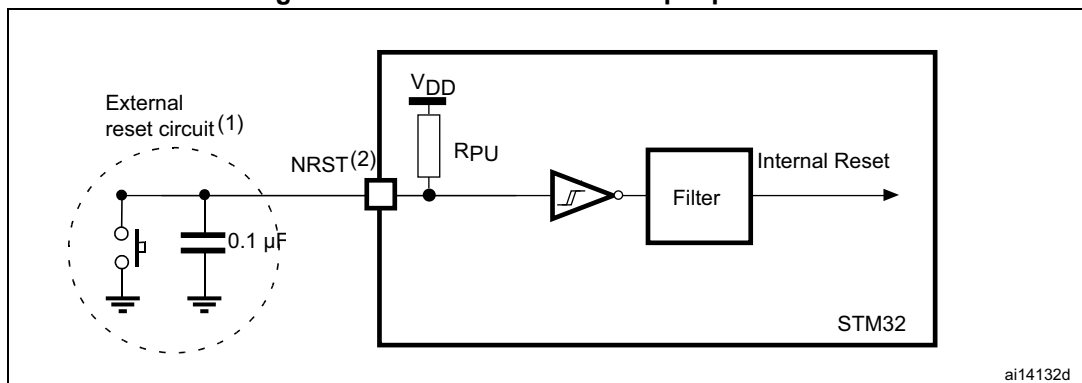 External
reset circuit(1)
NRST(2)
VDD
RPU
0.1 µF
Filter
Internal Reset
STM32
ai14132d